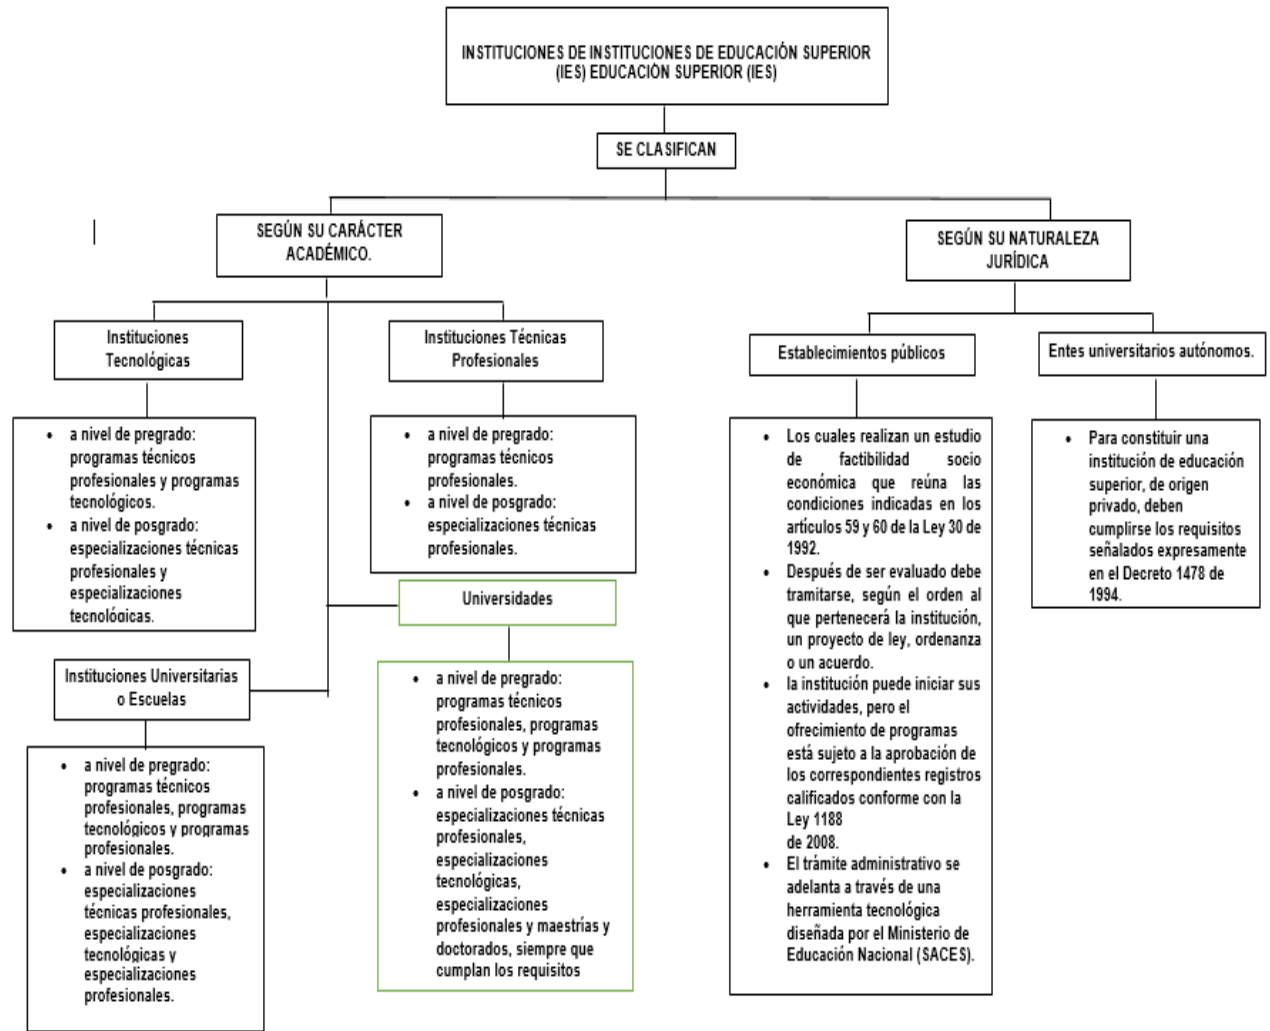 INSTITUCIONES DE INSTITUCIONES DE EDUCACIÓN SUPERIOR
(IES) EDUCACIÓN SUPERIOR (IES)
SE CLASIFICAN
SEGÚN SU CARÁCTER
ACADÉMICO.
SEGÚN SU NATURALEZA
JURÍDICA
Instituciones
Tecnológicas
Instituciones Técnicas
Profesionales
Establecimientos públicos
Entes universitarios autónomos.
• a nivel de pregrado:
programas técnicos
profesionales y programas
tecnológicos.
• a nivel de posgrado:
especializaciones técnicas
profesionales y
especializaciones
tecnológicas.
• a nivel de pregrado:
programas técnicos
profesionales.
• a nivel de posgrado:
especializaciones técnicas
profesionales.
Universidades
• a nivel de pregrado:
programas técnicos
profesionales, programas
tecnológicos y programas
profesionales.
• a nivel de posgrado:
especializaciones técnicas
profesionales,
especializaciones
tecnológicas,
especializaciones
profesionales y maestrías y
doctorados, siempre que
cumplan los requisitos
Instituciones Universitarias
o Escuelas
• a nivel de pregrado:
programas técnicos
profesionales, programas
tecnológicos y programas
profesionales.
• a nivel de posgrado:
especializaciones
técnicas profesionales,
especializaciones
tecnológicas y
especializaciones
profesionales.
• Los cuales realizan un estudio
de factibilidad socio
económica que reúna las
condiciones indicadas en los
artículos 59 y 60 de la Ley 30 de
1992.
• Después de ser evaluado debe
tramitarse, según el orden al
que pertenecerá la institución,
un proyecto de ley, ordenanza
o un acuerdo.
• la institución puede iniciar sus
actividades, pero el
ofrecimiento de programas
está sujeto a la aprobación de
los correspondientes registros
calificados conforme con la
Ley 1188
de 2008.
• El trámite administrativo se
adelanta a través de una
herramienta tecnológica
diseñada por el Ministerio de
Educación Nacional (SACES).
• Para constituir una
institución de educación
superior, de origen
privado, deben
cumplirse los requisitos
señalados expresamente
en el Decreto 1478 de
1994.